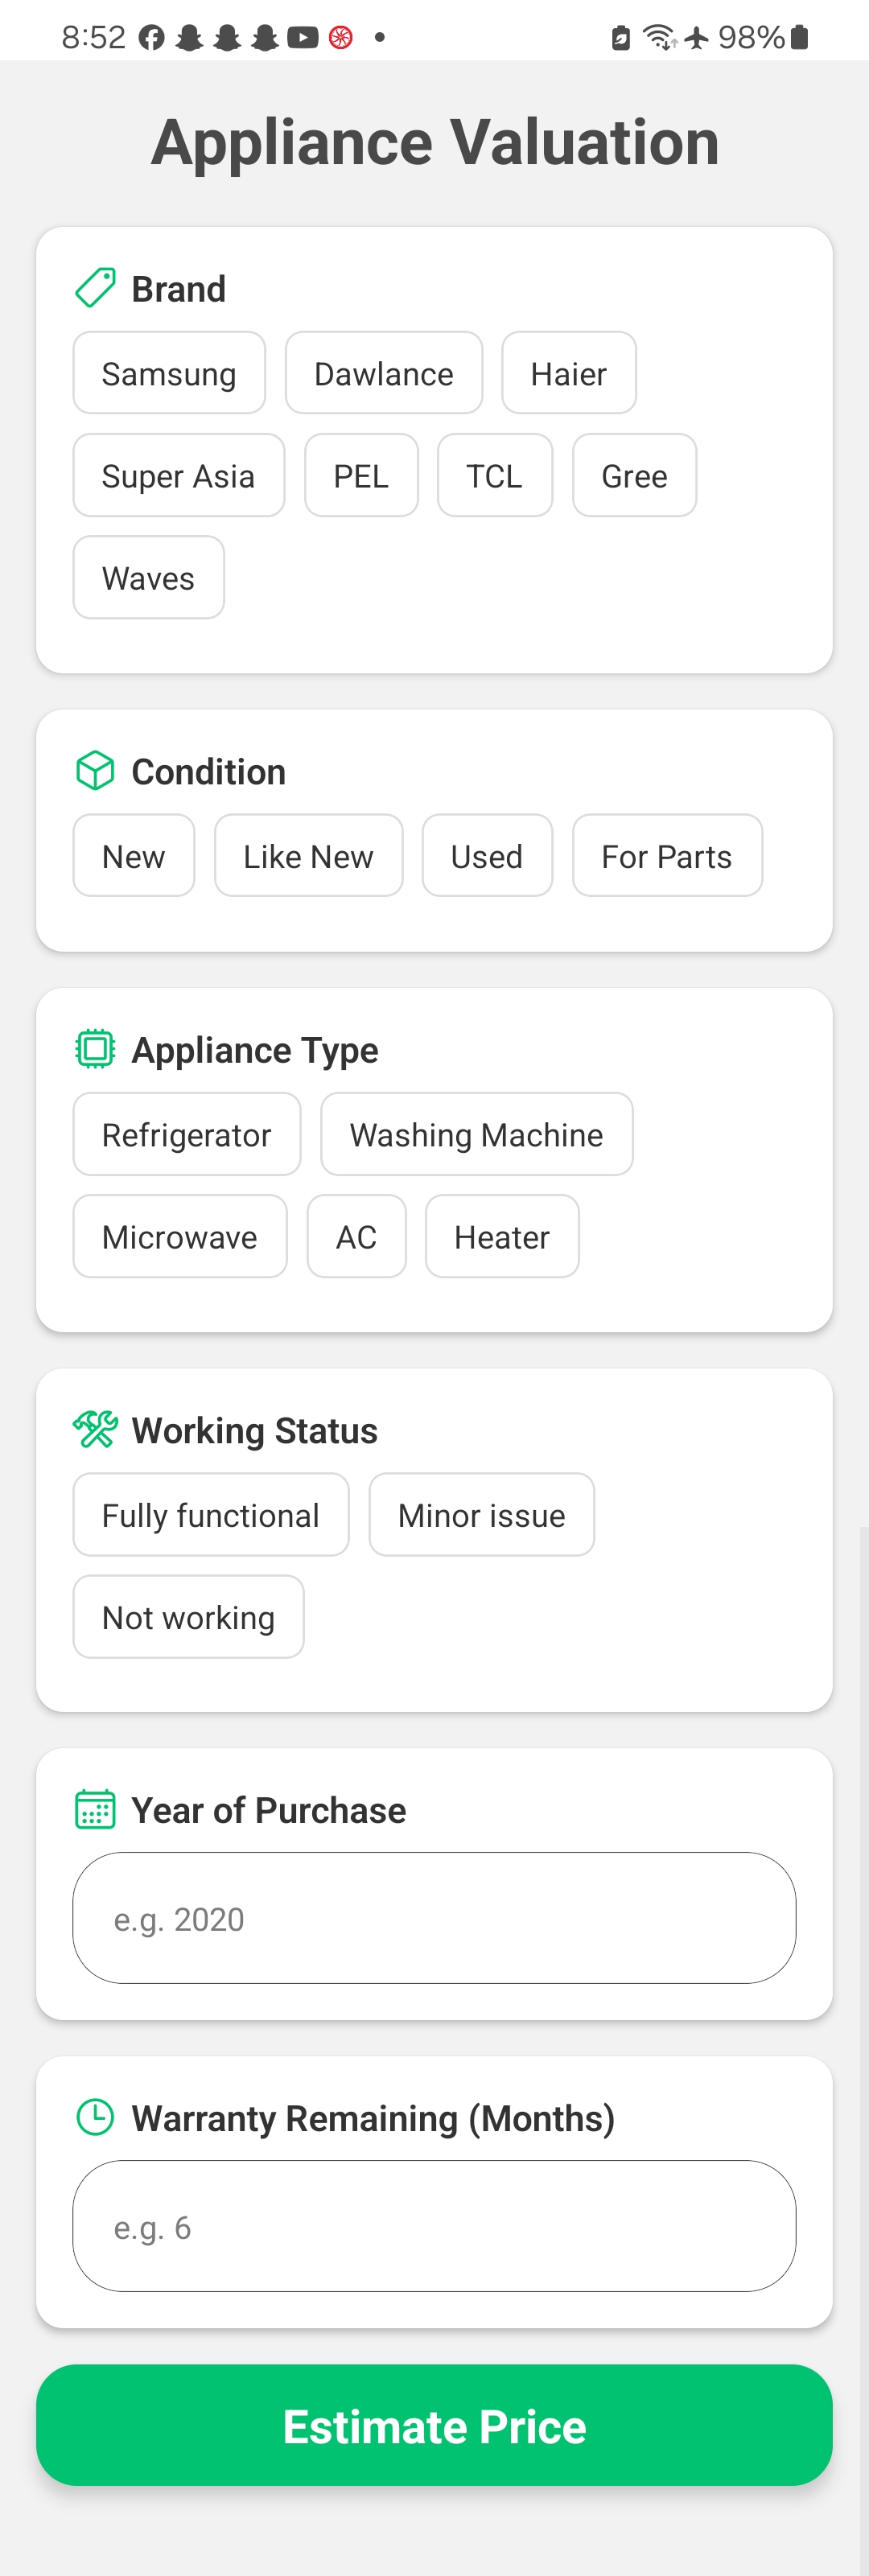 8:52 98%
Appliance Valuation
Brand
Samsung Dawlance Haier
Super Asia PEL TCL Gree
Waves
Condition
New Like New Used For Parts
Appliance Type
Refrigerator Washing Machine
Microwave AC Heater
Working Status
Fully functional Minor issue
Not working
Year of Purchase
e.g. 2020
Warranty Remaining (Months)
e.g. 6
Estimate Price